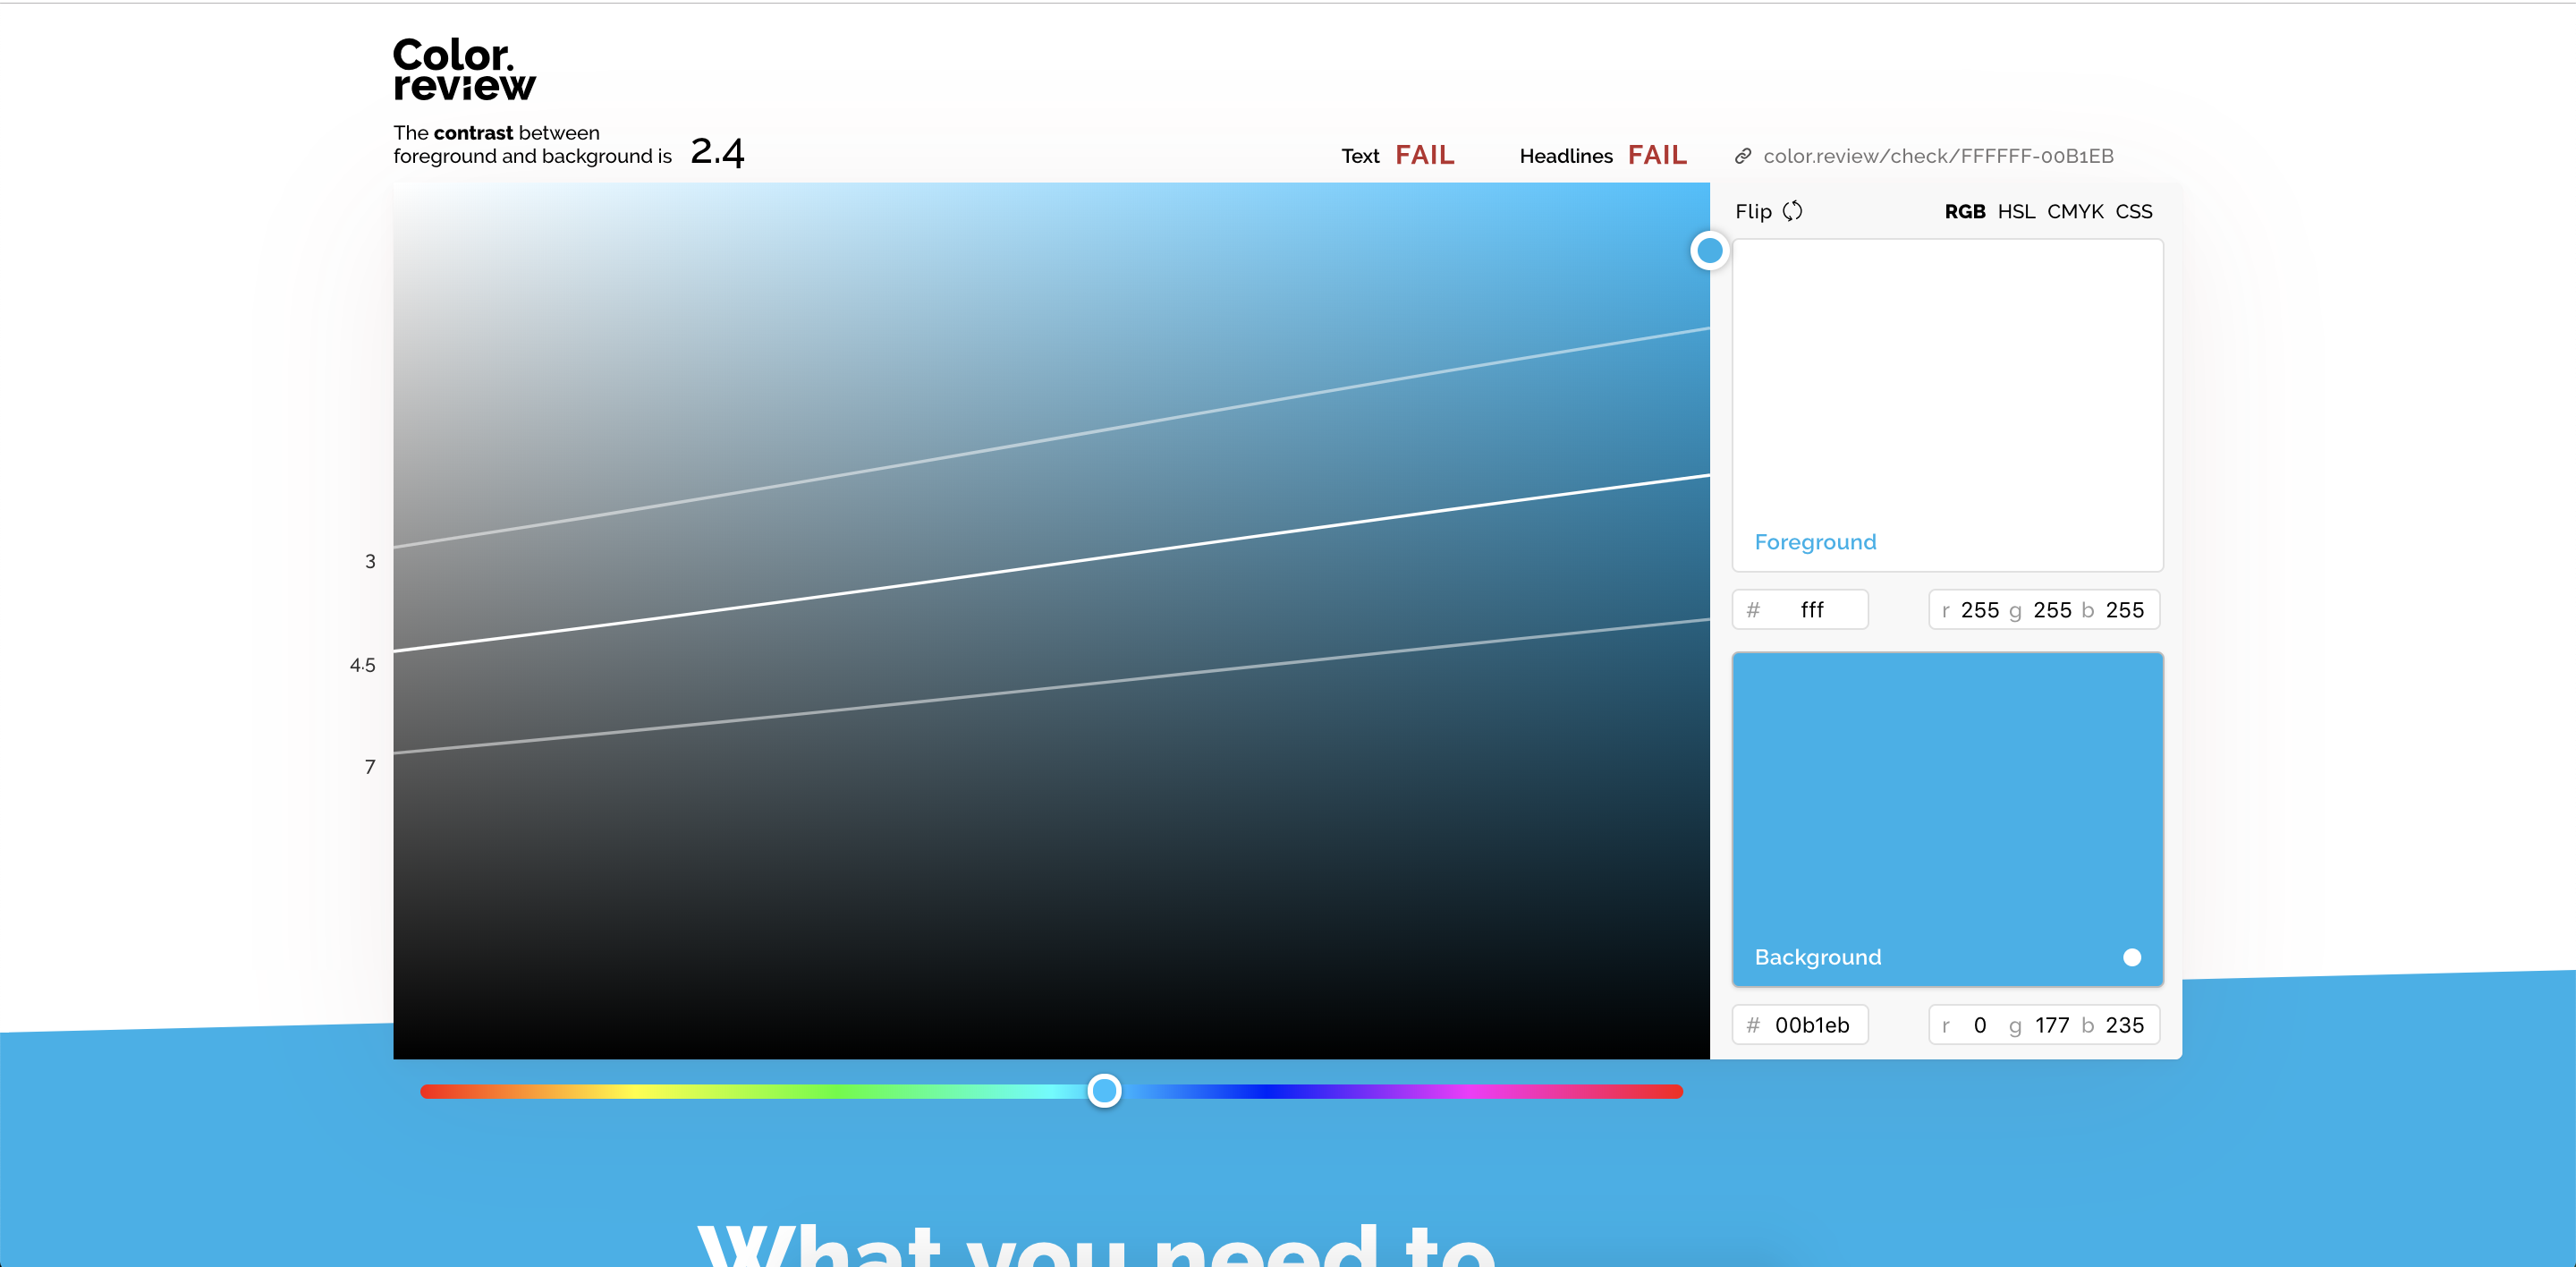 Color.
review
The contrast between
foreground and background is 2.4
Text FAIL Headlines FAIL color.review/check/FFFFFF-00B1EB
Flip RGB HSL CMYK CSS
3
4.5
7
Foreground
# fff r 255 g 255 b 255
Background
# 00b1eb r 0 g 177 b 235
What you need to